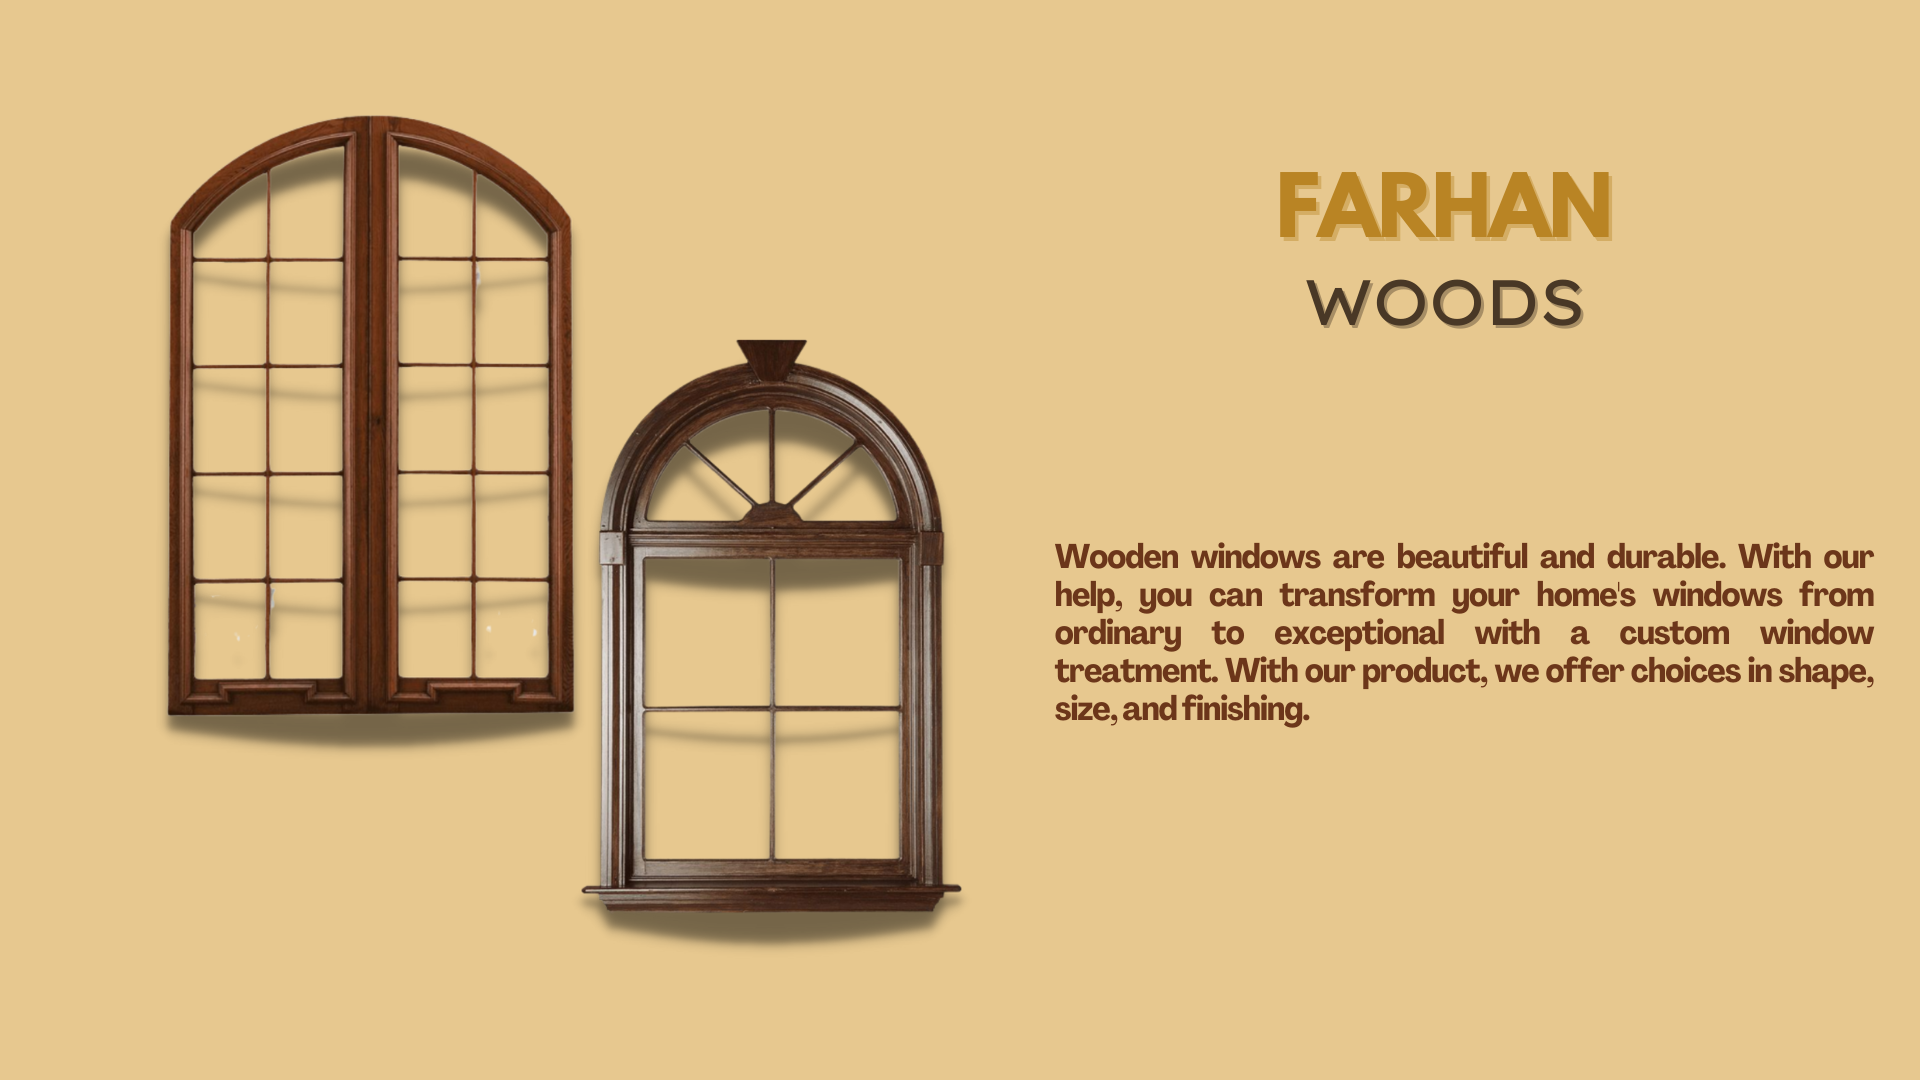 FARHAN
WOODS
Wooden windows are beautiful and durable. With our
help, you can transform your home's windows from
ordinary to exceptional with a custom window
treatment. With our product, we offer choices in shape,
size, and finishing.